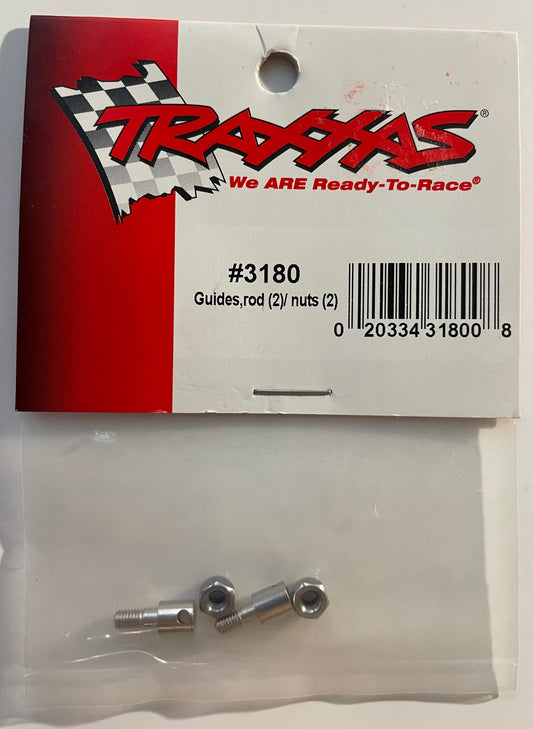 TRAXXAS®
We ARE Ready-To-Race®
#3180
Guides,rod (2)/ nuts (2)
0 20334 31800 8